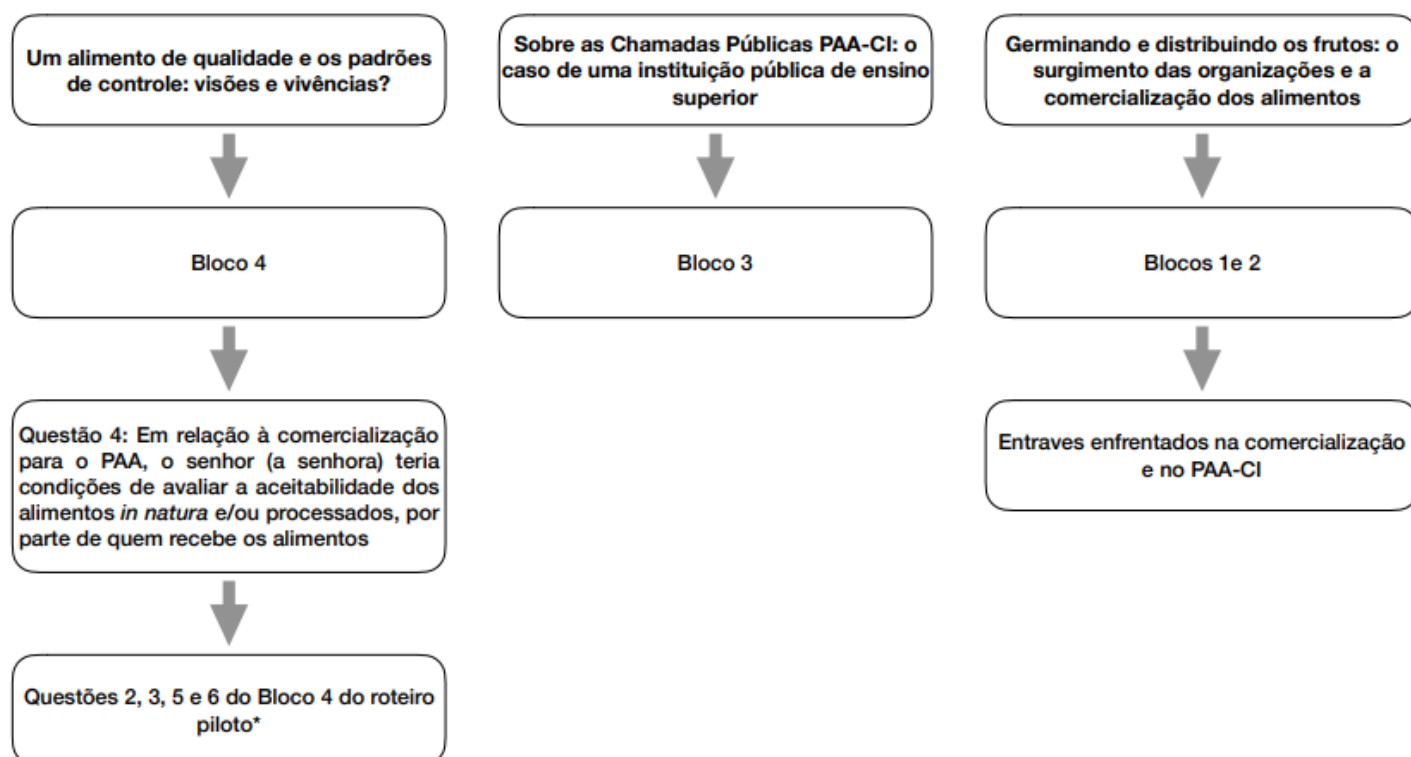 Um alimento de qualidade e os padrões
de controle: visões e vivências?
Bloco 4
Questão 4: Em relação à comercialização
para o PAA, o senhor (a senhora) teria
condições de avaliar a aceitabilidade dos
alimentos in natura e/ou processados, por
parte de quem recebe os alimentos
Questões 2, 3, 5 e 6 do Bloco 4 do roteiro
piloto*
Sobre as Chamadas Públicas PAA-CI: o
caso de uma instituição pública de ensino
superior
Bloco 3
Germinando e distribuindo os frutos: o
surgimento das organizações e a
comercialização dos alimentos
Blocos 1e 2
Entraves enfrentados na comercialização
e no PAA-CI